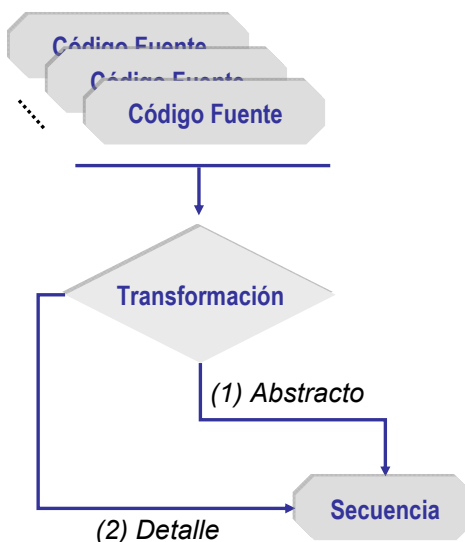 Código Fuente
Código Fuente
Código Fuente
Transformación
(1) Abstracto
Secuencia
(2) Detalle